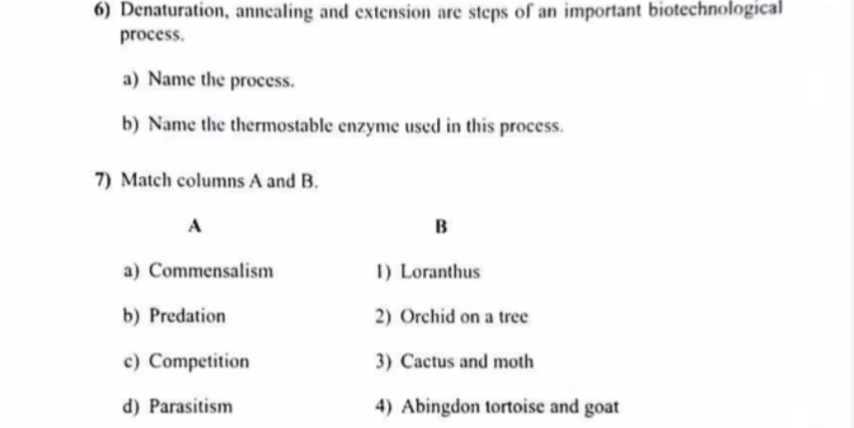 6) Denaturation, annealing and extension are steps of an important biotechnological
process.
a) Name the process.
b) Name the thermostable enzyme used in this process.
7) Match columns A and B.
A B
a) Commensalism 1) Loranthus
b) Predation 2) Orchid on a tree
c) Competition 3) Cactus and moth
d) Parasitism 4) Abingdon tortoise and goat